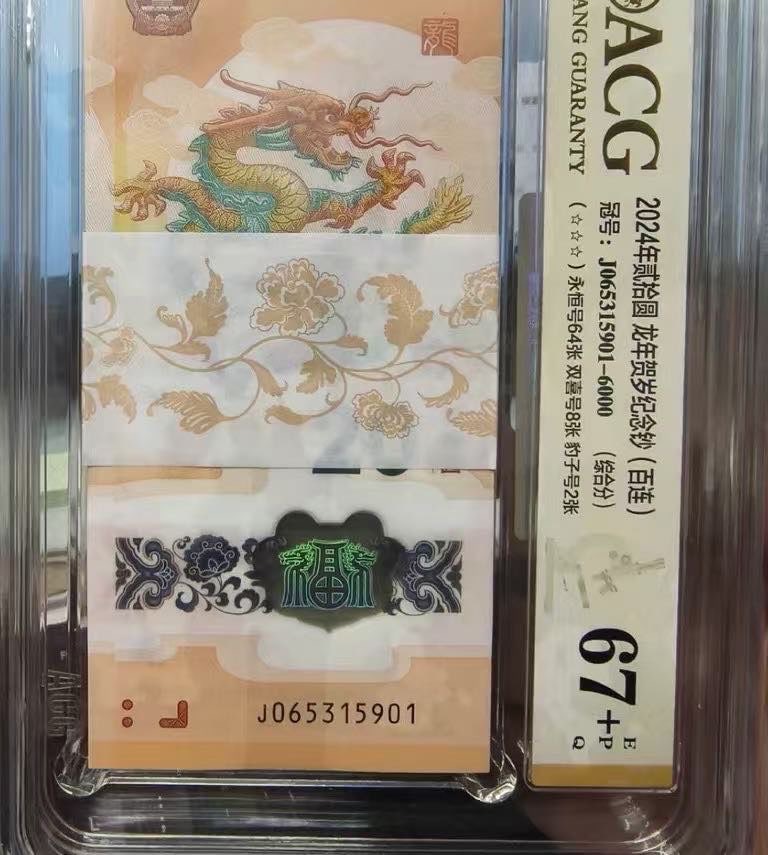 龍
福
J065315901
ACG
ANG GUARANTY
2024年贰拾圆 龙年贺岁纪念钞（百连）
冠号：J065315901-6000 （综合分）
（☆☆☆）永恒号64张 双喜号8张 豹子号2张
67+
E
P
Q
ACG